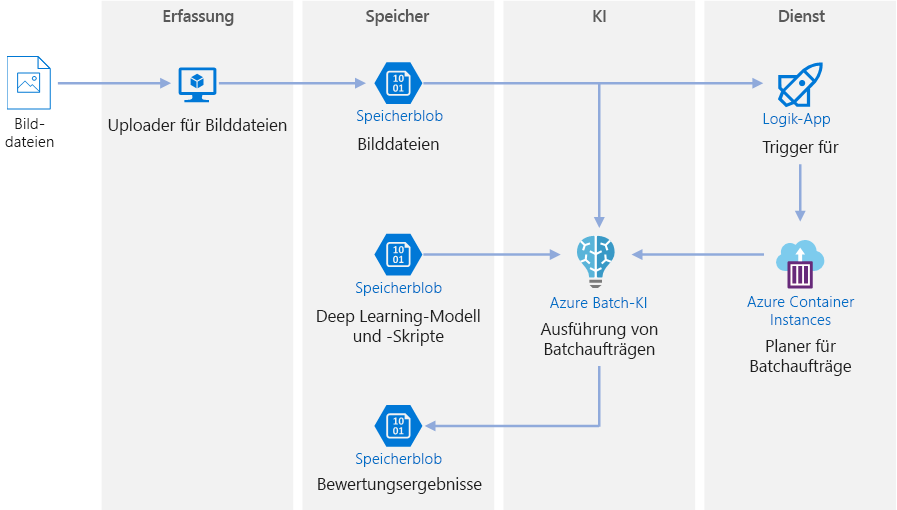 Erfassung
Speicher
KI
Dienst
Bild-
dateien
Uploader für Bilddateien
10
01
Speicherblob
Bilddateien
Logik-App
Trigger für
10
01
Speicherblob
Deep Learning-Modell
und -Skripte
Azure Batch-KI
Ausführung von
Batchaufträgen
Azure Container
Instances
Planer für
Batchaufträge
10
01
Speicherblob
Bewertungsergebnisse